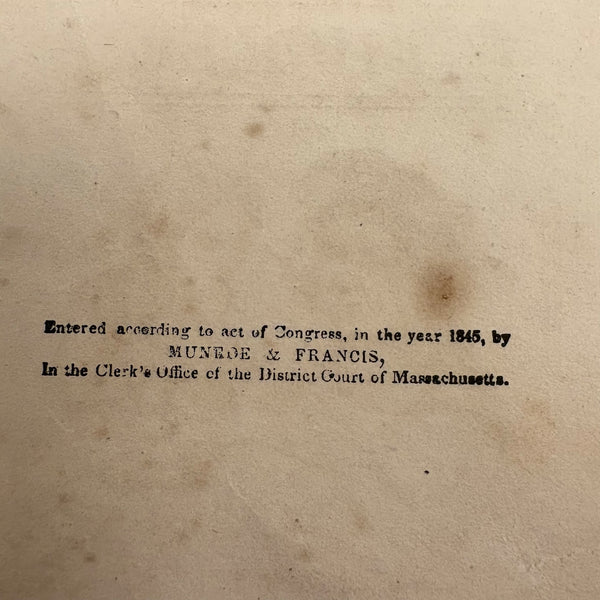 Entered according to act of Congress, in the year 1845, by
MUNROE & FRANCIS,
In the Clerk's Office of the District Court of Massachusetts.